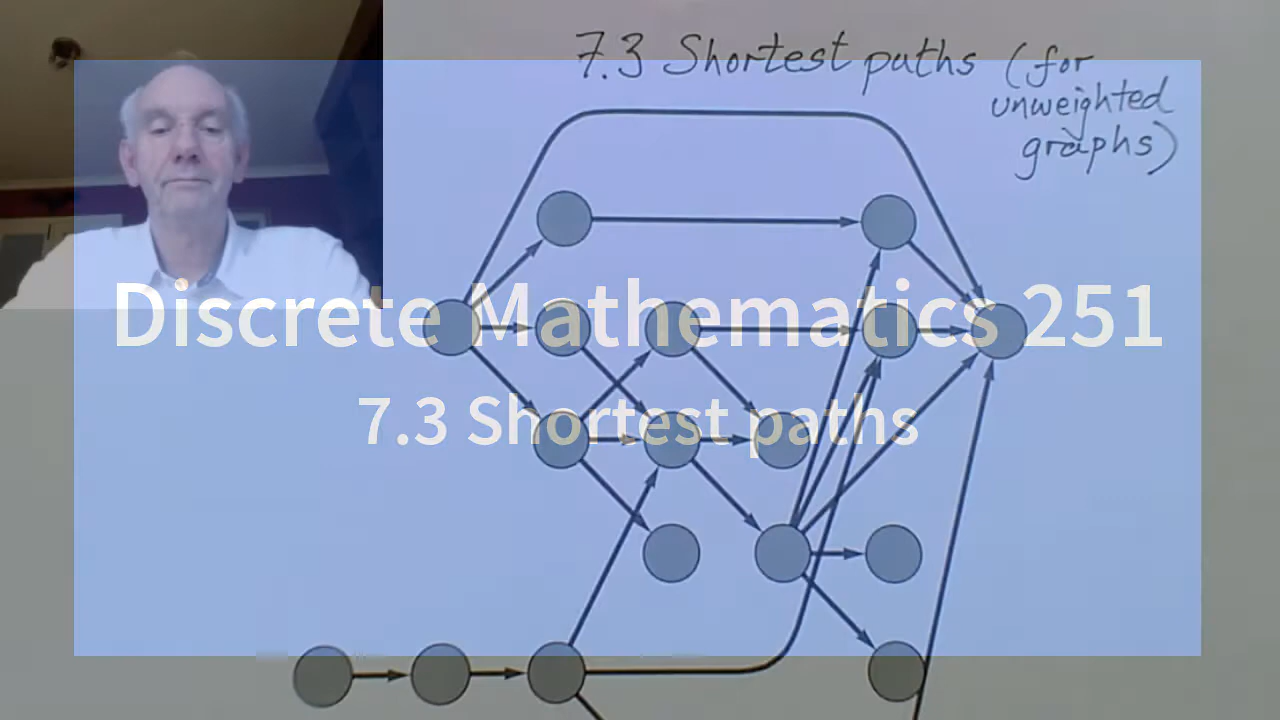 7.3 Shortest paths (for
unweighted
graphs)
Discrete Mathematics 251
7.3 Shortest paths